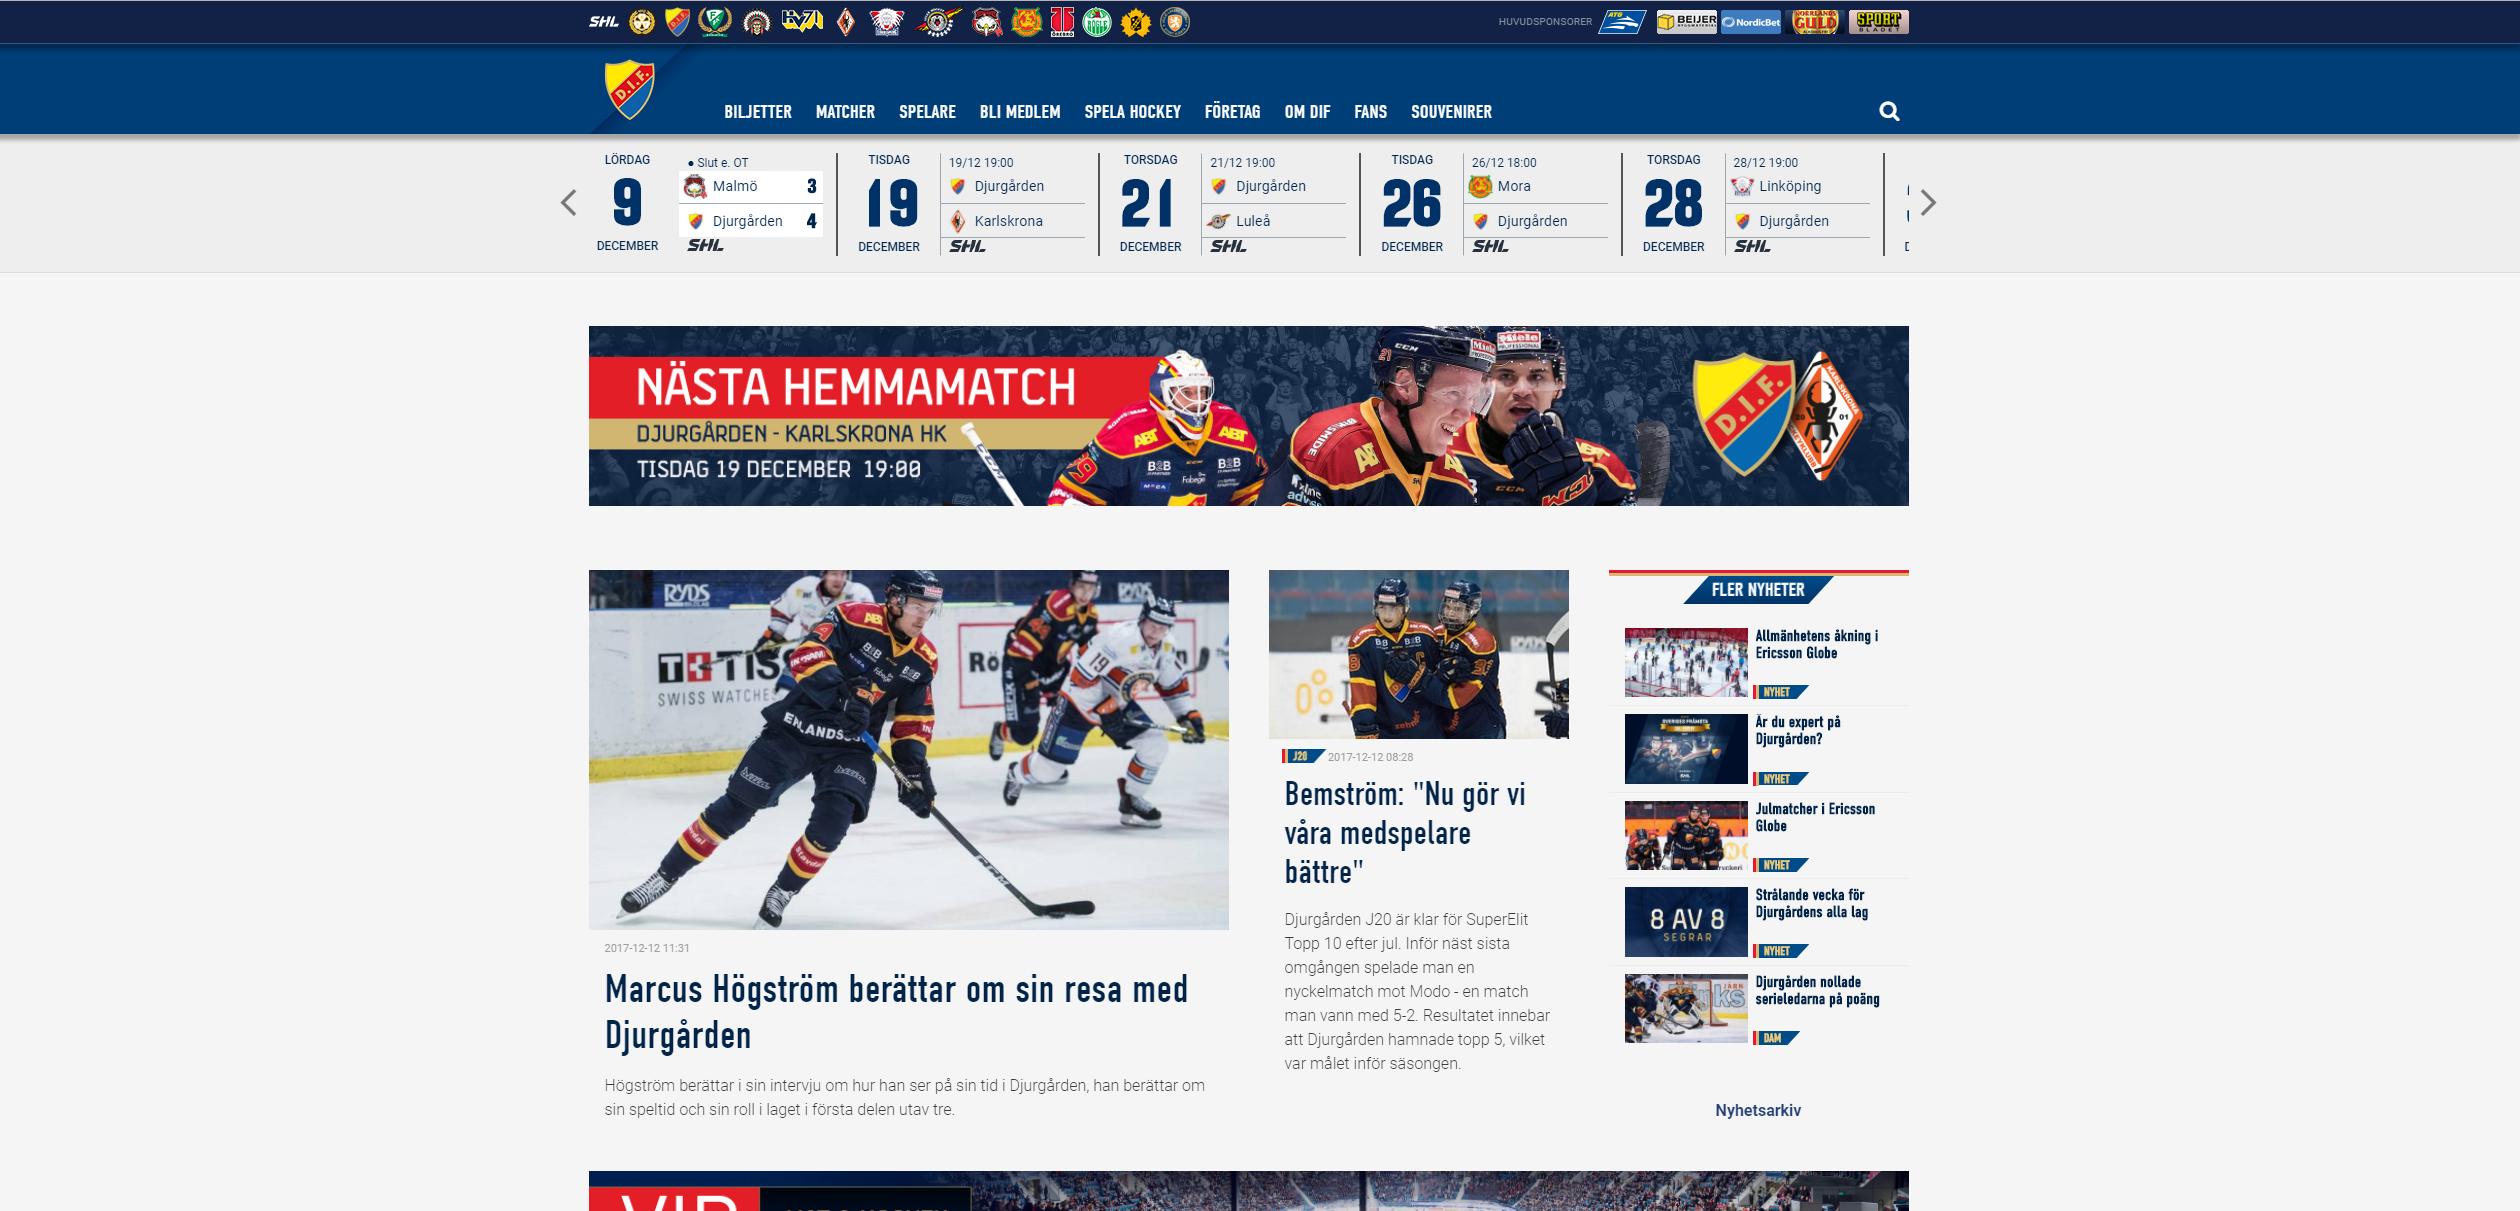 SHL
HUVUDSPONSORER
ATG
BEIJER
BYGGMATERIAL
NordicBet
NORRLANDS
GULD
SPORT
BLADET
D.I.F.
BILJETTER MATCHER SPELARE BLI MEDLEM SPELA HOCKEY FÖRETAG OM DIF FANS SOUVENIRER
LÖRDAG
9
DECEMBER
• Slut e. OT
Malmö 3
Djurgården 4
SHL
TISDAG
19
DECEMBER
19/12 19:00
Djurgården
Karlskrona
SHL
TORSDAG
21
DECEMBER
21/12 19:00
Djurgården
Luleå
SHL
TISDAG
26
DECEMBER
26/12 18:00
Mora
Djurgården
SHL
TORSDAG
28
DECEMBER
28/12 19:00
Linköping
Djurgården
SHL
NÄSTA HEMMAMATCH
DJURGÅRDEN - KARLSKRONA HK
TISDAG 19 DECEMBER 19:00
D.I.F.
KARLSKRONA
2001
2017-12-12 11:31
Marcus Högström berättar om sin resa med
Djurgården
Högström berättar i sin intervju om hur han ser på sin tid i Djurgården, han berättar om
sin speltid och sin roll i laget i första delen utav tre.
J20 2017-12-12 08:28
Bemström: "Nu gör vi
våra medspelare
bättre"
Djurgården J20 är klar för SuperElit
Topp 10 efter jul. Inför näst sista
omgången spelade man en
nyckelmatch mot Modo - en match
man vann med 5-2. Resultatet innebar
att Djurgården hamnade topp 5, vilket
var målet inför säsongen.
FLER NYHETER
Allmänhetens åkning i
Ericsson Globe
NYHET
Är du expert på
Djurgården?
NYHET
Julmatcher i Ericsson
Globe
NYHET
8 AV 8
SEGRAR
Strålande vecka för
Djurgårdens alla lag
NYHET
Djurgården nollade
serieledarna på poäng
DAM
Nyhetsarkiv
VIP